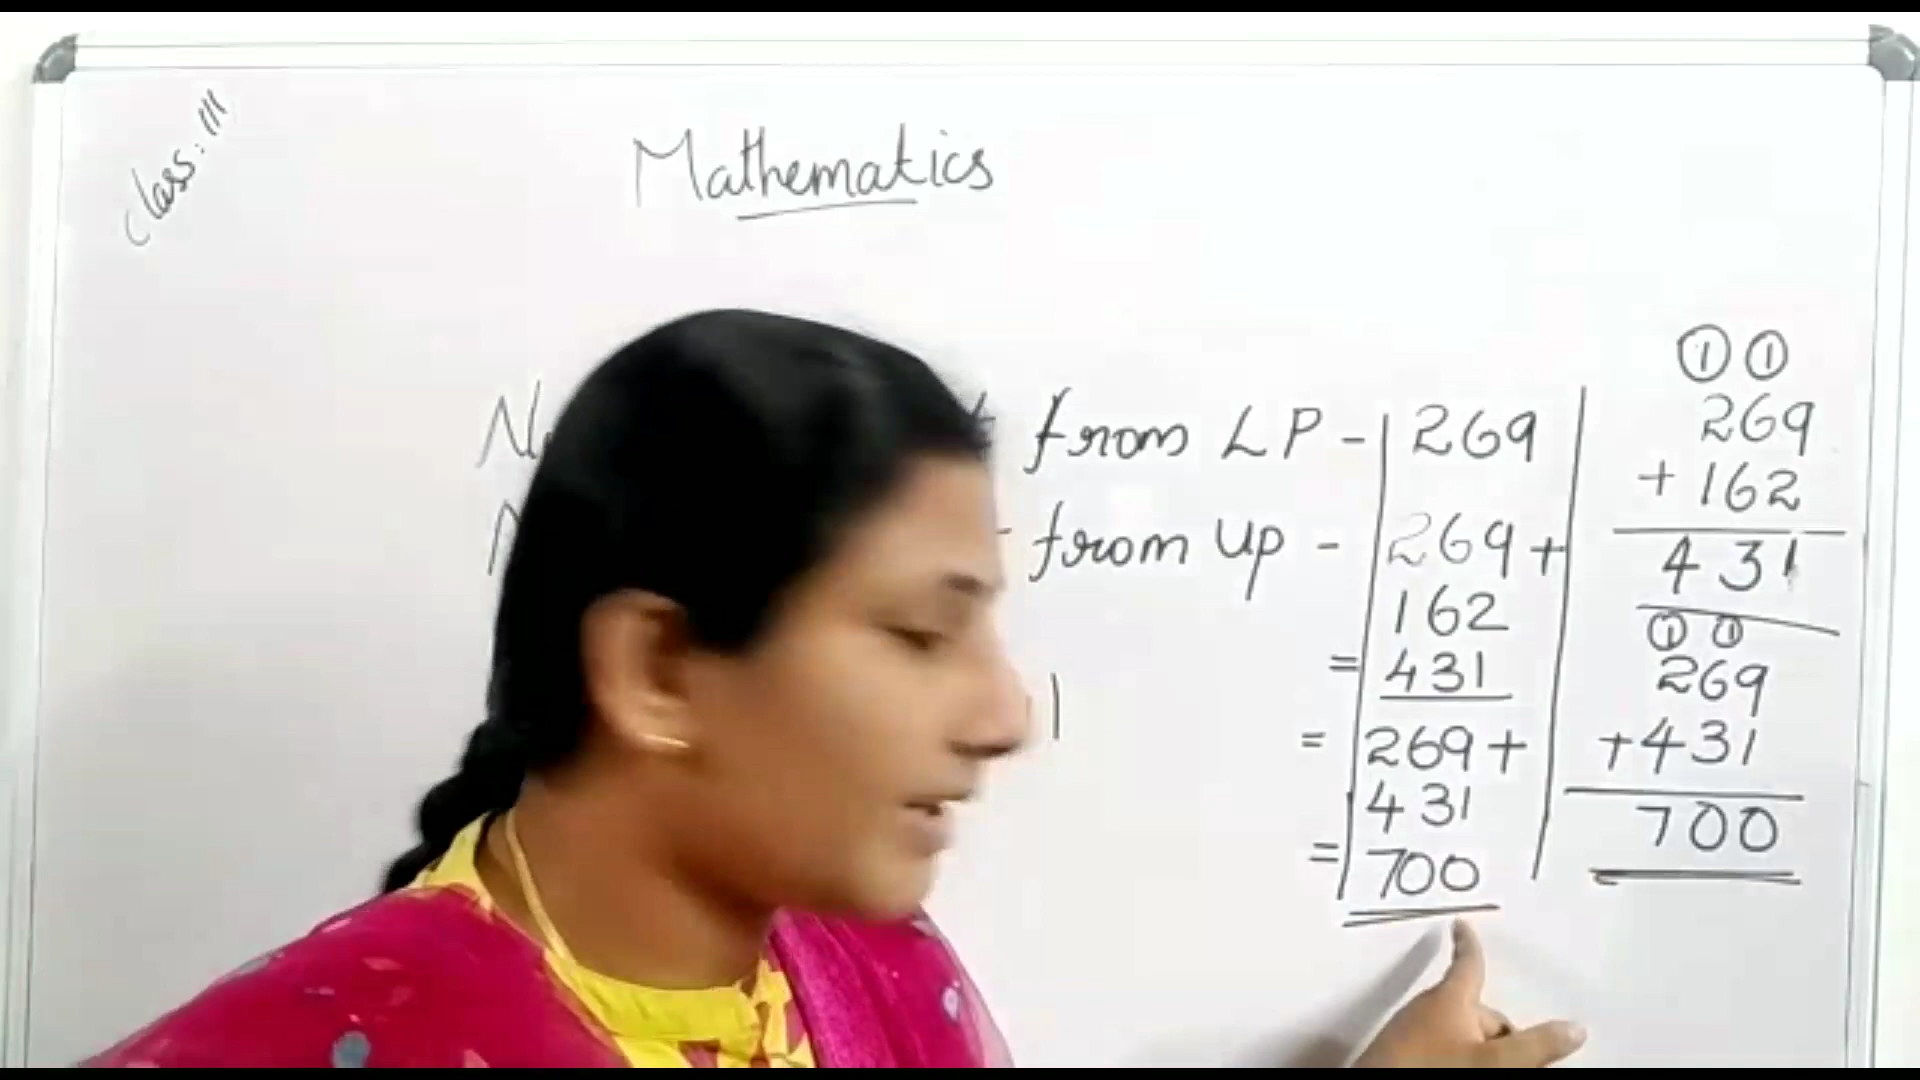 Class: III
Mathematics
from LP - 269
from UP - 269 +
162
= 431
= 269 +
431
= 700
1 1
269
+ 162
431
1 1
269
+ 431
700